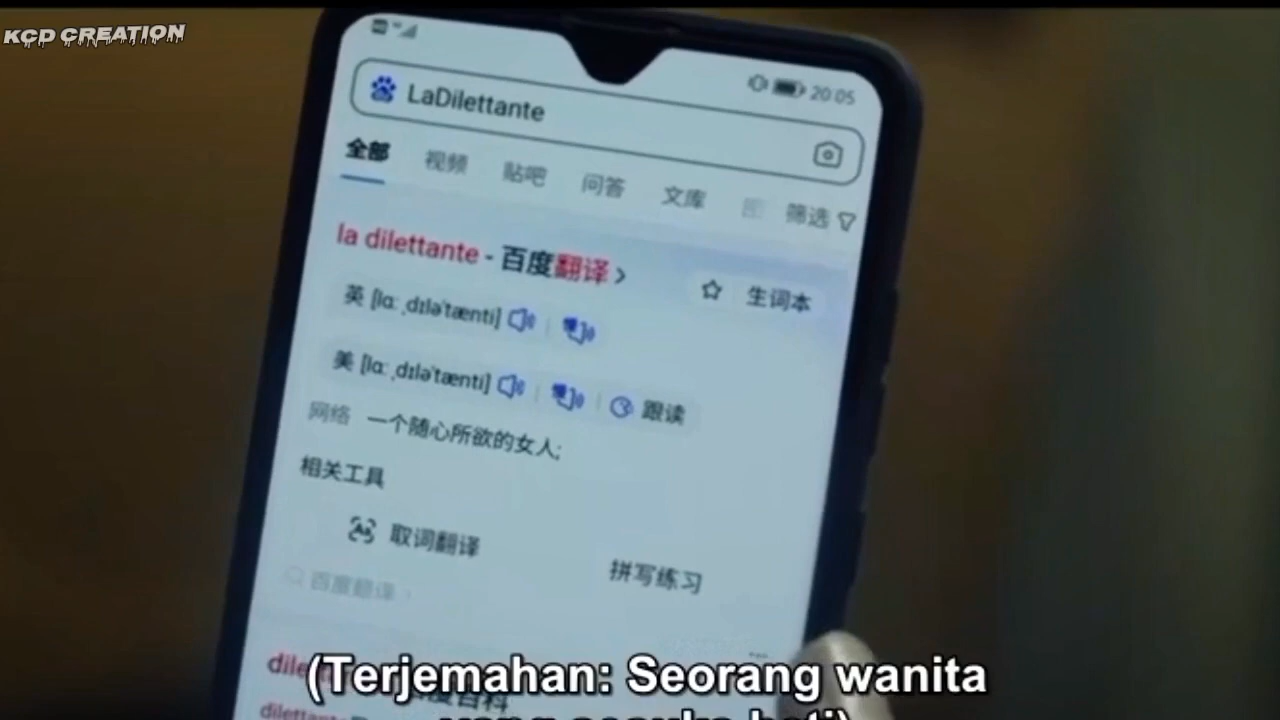 KCD CREATION
20:05
LaDilettante
全部 视频 贴吧 问答 文库 筛选
la dilettante - 百度翻译 >
生词本
英 [lɑː ˌdɪləˈtænti]
美 [lɑː ˌdɪləˈtænti] 跟读
网络 一个随心所欲的女人;
相关工具
取词翻译
拼写练习
百度翻译 >
(Terjemahan: Seorang wanita